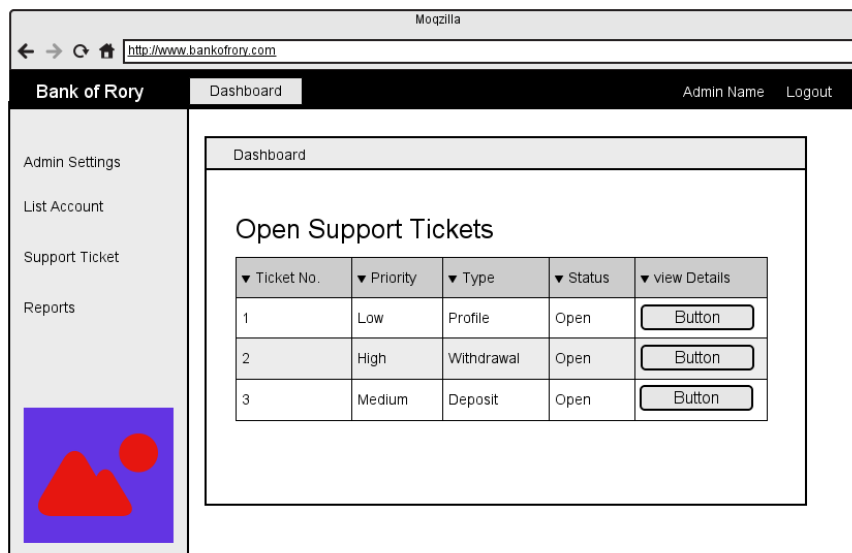 Moqzilla
http://www.bankofrory.com
Bank of Rory Dashboard Admin Name Logout
Admin Settings
List Account
Support Ticket
Reports
Dashboard
Open Support Tickets
▼ Ticket No. ▼ Priority ▼ Type ▼ Status ▼ view Details
1 Low Profile Open Button
2 High Withdrawal Open Button
3 Medium Deposit Open Button